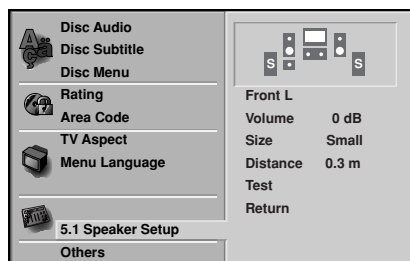 Disc Audio
Disc Subtitle
Disc Menu
Rating
Area Code
TV Aspect
Menu Language
5.1 Speaker Setup
Others
S S
Front L
Volume 0 dB
Size Small
Distance 0.3 m
Test
Return